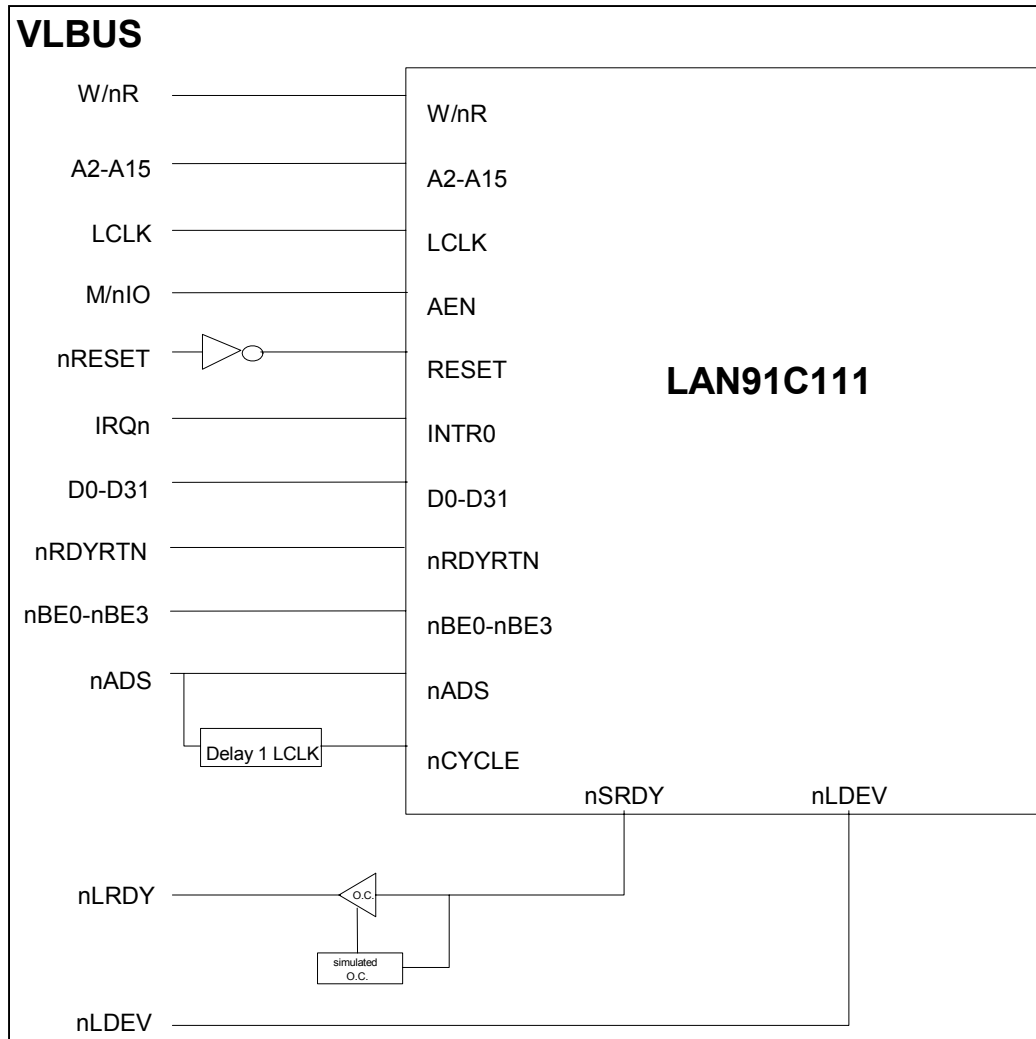 VLBUS
W/nR
W/nR
A2-A15
A2-A15
LCLK
LCLK
M/nIO
AEN
nRESET
RESET
LAN91C111
IRQn
INTR0
D0-D31
D0-D31
nRDYRTN
nRDYRTN
nBE0-nBE3
nBE0-nBE3
nADS
nADS
Delay 1 LCLK
nCYCLE
nSRDY
nLDEV
nLRDY
O.C.
simulated
O.C.
nLDEV